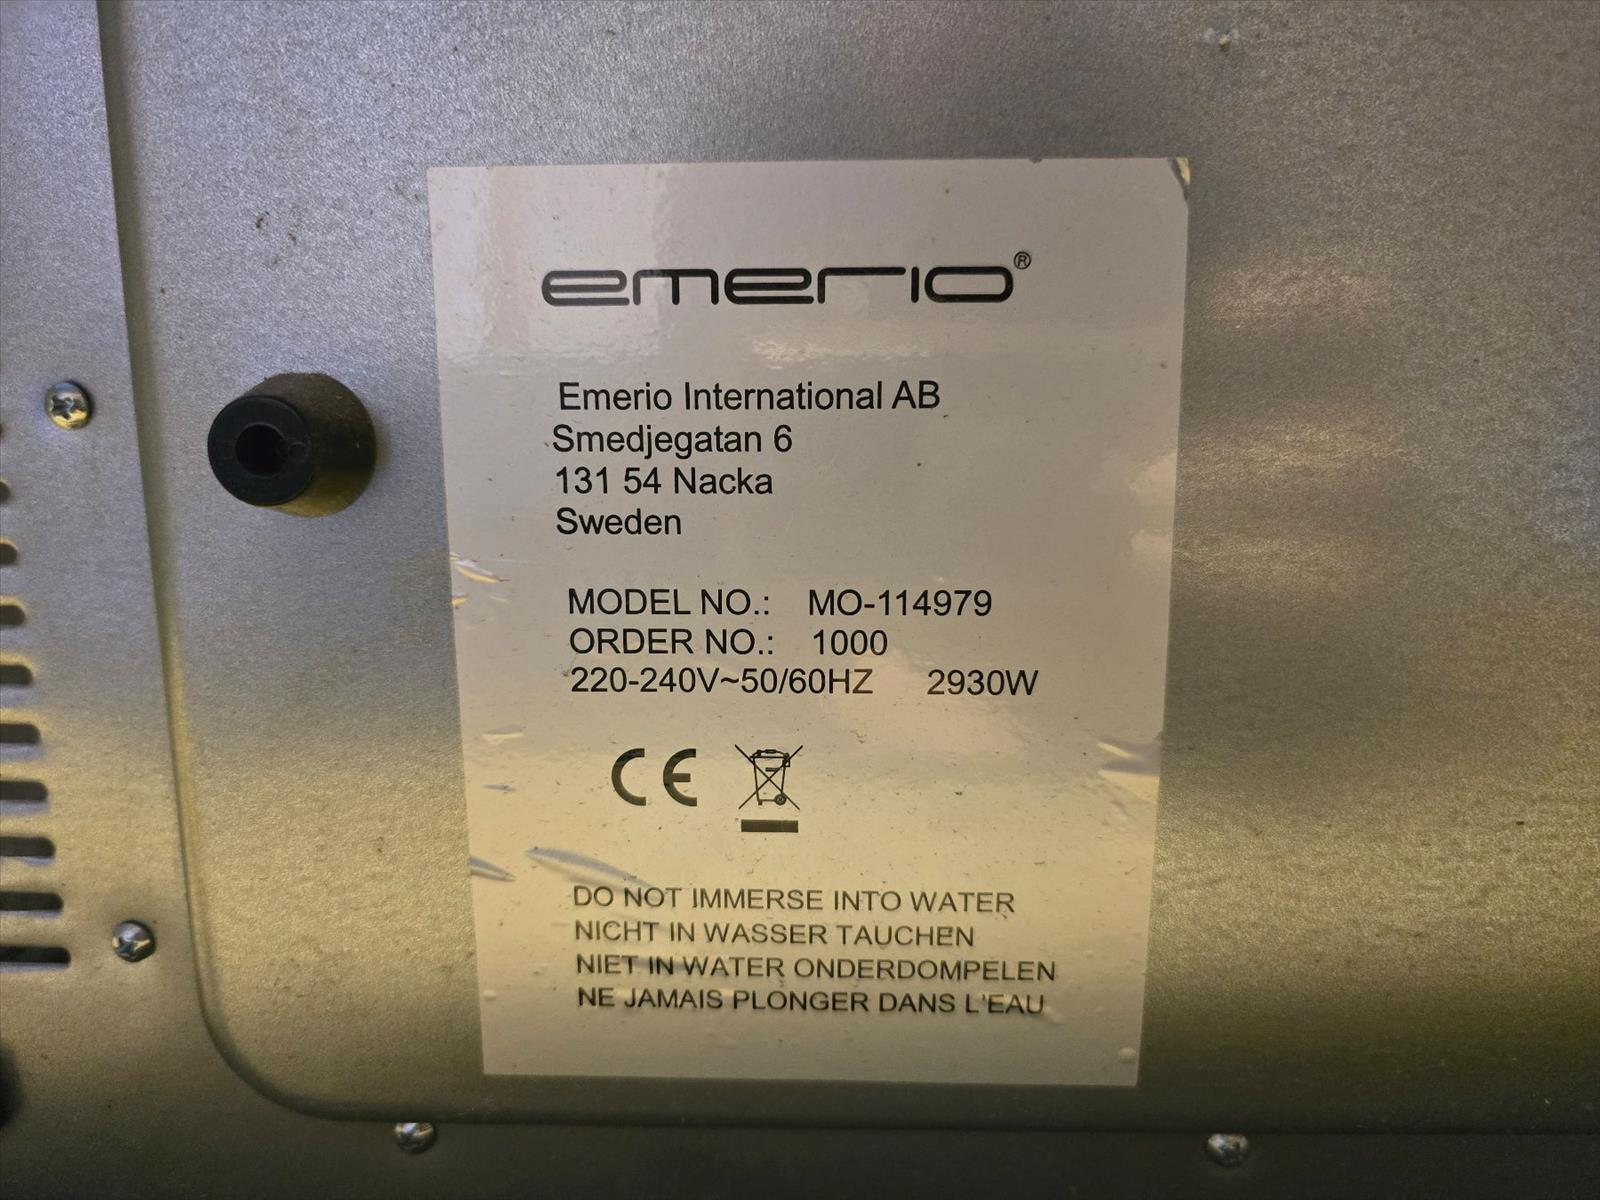 emerio®
Emerio International AB
Smedjegatan 6
131 54 Nacka
Sweden
MODEL NO.: MO-114979
ORDER NO.: 1000
220-240V~50/60HZ 2930W
CE
DO NOT IMMERSE INTO WATER
NICHT IN WASSER TAUCHEN
NIET IN WATER ONDERDOMPELEN
NE JAMAIS PLONGER DANS L'EAU